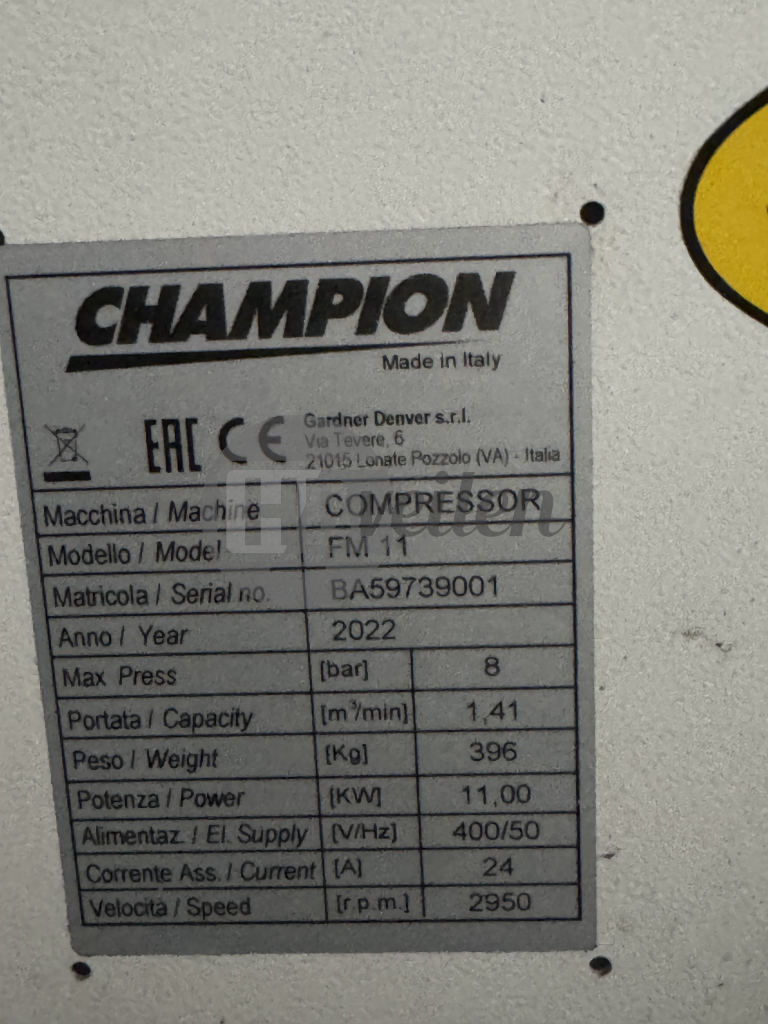 CHAMPION
Made in Italy
EAC CE
Gardner Denver s.r.l.
Via Tevere, 6
21015 Lonate Pozzolo (VA) - Italia
Macchina / Machine COMPRESSOR
Modello / Model FM 11
Matricola / Serial no. BA59739001
Anno / Year 2022
Max Press [bar] 8
Portata / Capacity [m³/min] 1,41
Peso / Weight [Kg] 396
Potenza / Power [KW] 11,00
Alimentaz. / El. Supply [V/Hz] 400/50
Corrente Ass. / Current [A] 24
Velocità / Speed [r.p.m.] 2950